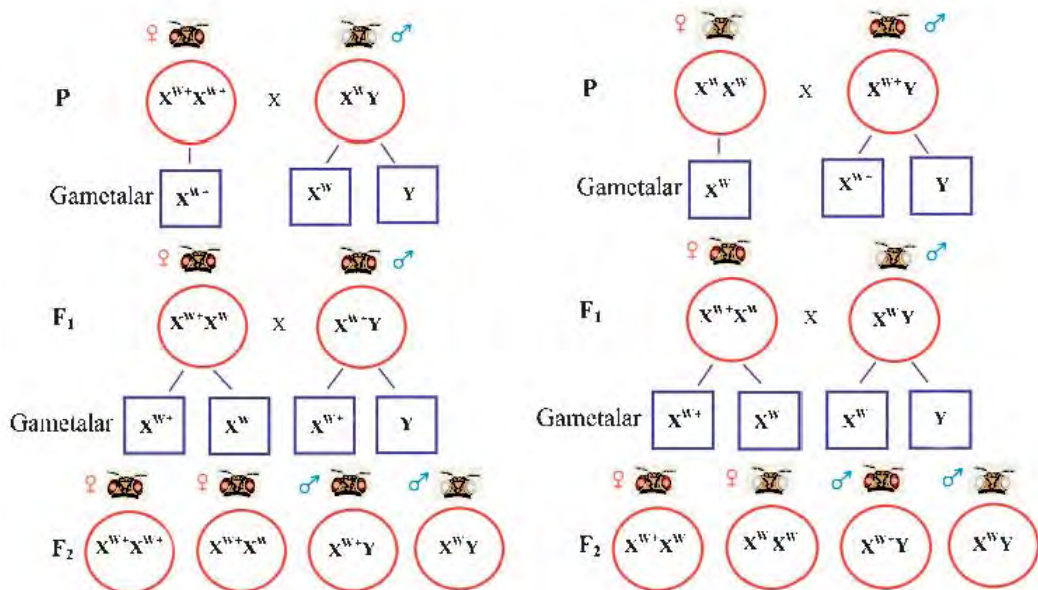 ♀ ♂
P X^W+X^W+ x X^WY
Gametalar X^W+ X^W Y
♀ ♂
F₁ X^W+X^W x X^W+Y
Gametalar X^W+ X^W X^W+ Y
♀ ♀ ♂ ♂
F₂ X^W+X^W+ X^W+X^W X^W+Y X^WY
♀ ♂
P X^WX^W x X^W+Y
Gametalar X^W X^W+ Y
♀ ♂
F₁ X^W+X^W x X^WY
Gametalar X^W+ X^W X^W Y
♀ ♀ ♂ ♂
F₂ X^W+X^W X^WX^W X^W+Y X^WY